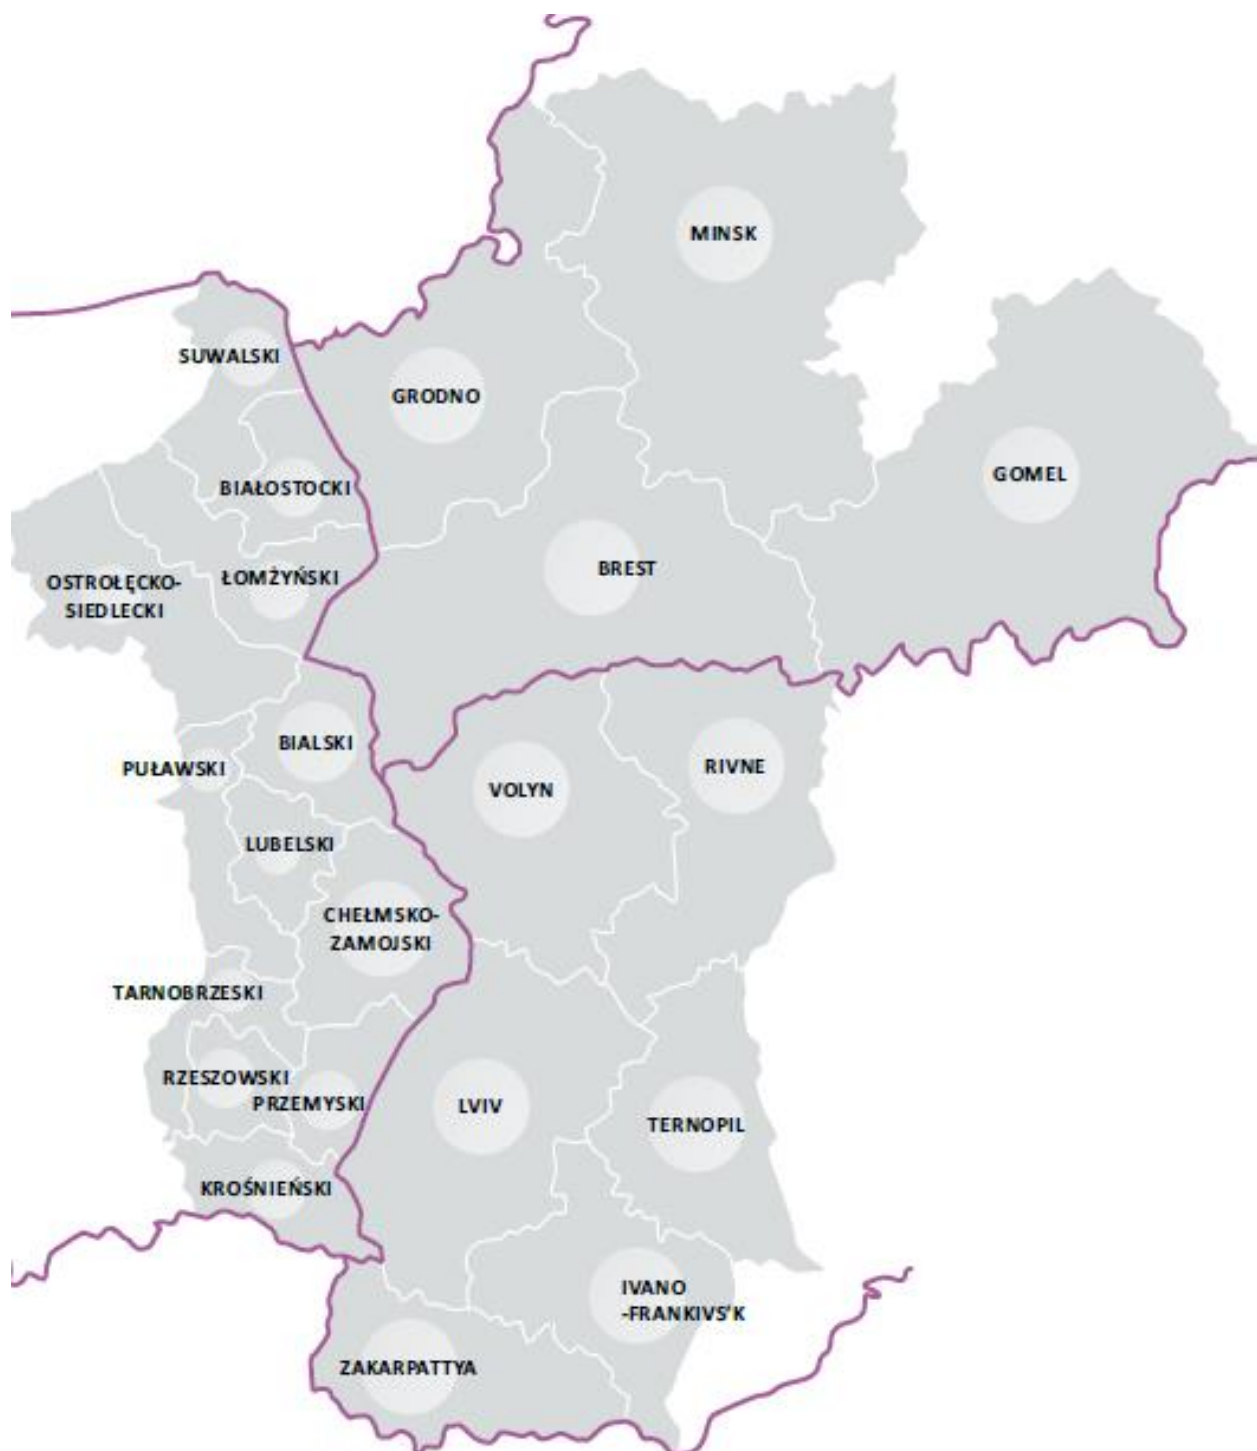 MINSK
SUWALSKI
GRODNO
GOMEL
BIAŁOSTOCKI
BREST
OSTROŁĘCKO-
SIEDLECKI
ŁOMŻYŃSKI
BIALSKI
PUŁAWSKI
VOLYN
RIVNE
LUBELSKI
CHEŁMSKO-
ZAMOJSKI
TARNOBRZESKI
RZESZOWSKI
PRZEMYSKI
LVIV
TERNOPIL
KROŚNIEŃSKI
IVANO
-FRANKIVS'K
ZAKARPATTYA